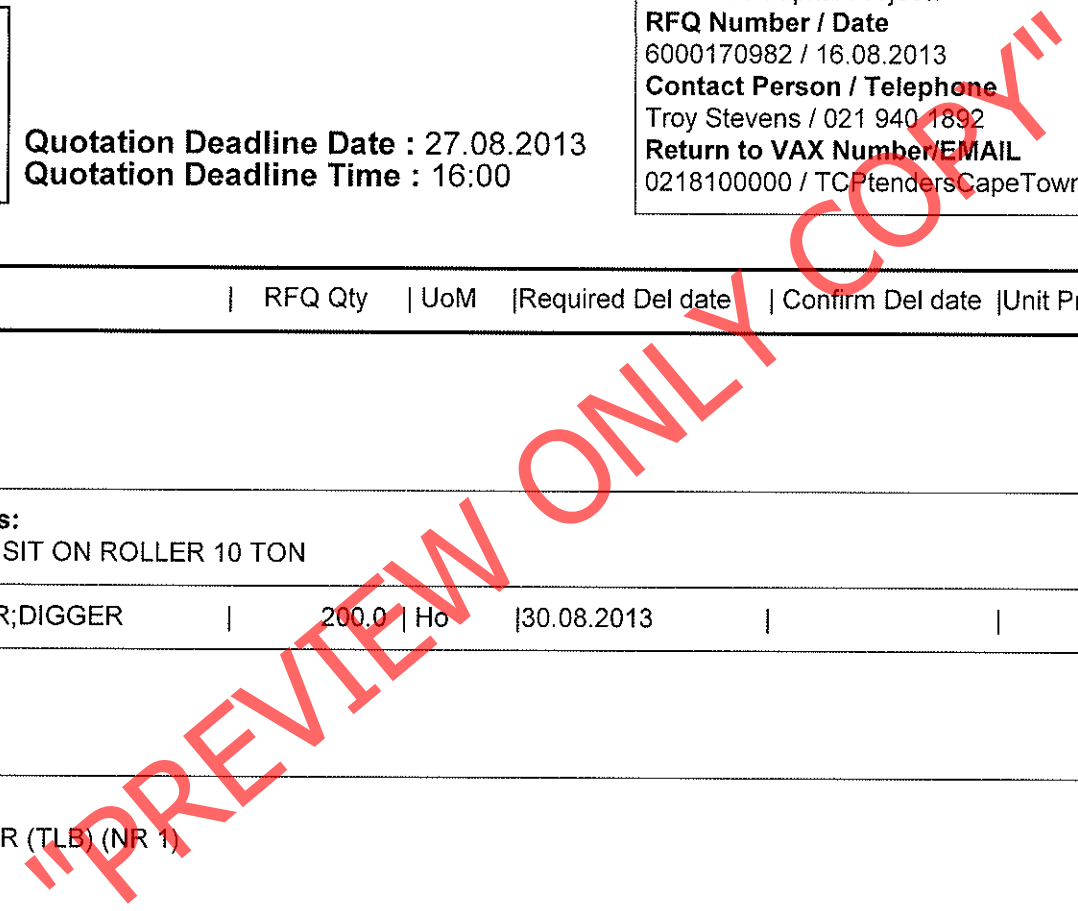 RFQ Number / Date
6000170982 / 16.08.2013
Contact Person / Telephone
Troy Stevens / 021 940 1892
Return to VAX Number/EMAIL
0218100000 / TCPtendersCapeTown
Quotation Deadline Date : 27.08.2013
Quotation Deadline Time : 16:00
| RFQ Qty | UoM |Required Del date | Confirm Del date |Unit Pr
s:
SIT ON ROLLER 10 TON
R;DIGGER | 200.0 | Ho |30.08.2013 | |
R (TLB) (NR 1)
"PREVIEW ONLY COPY"